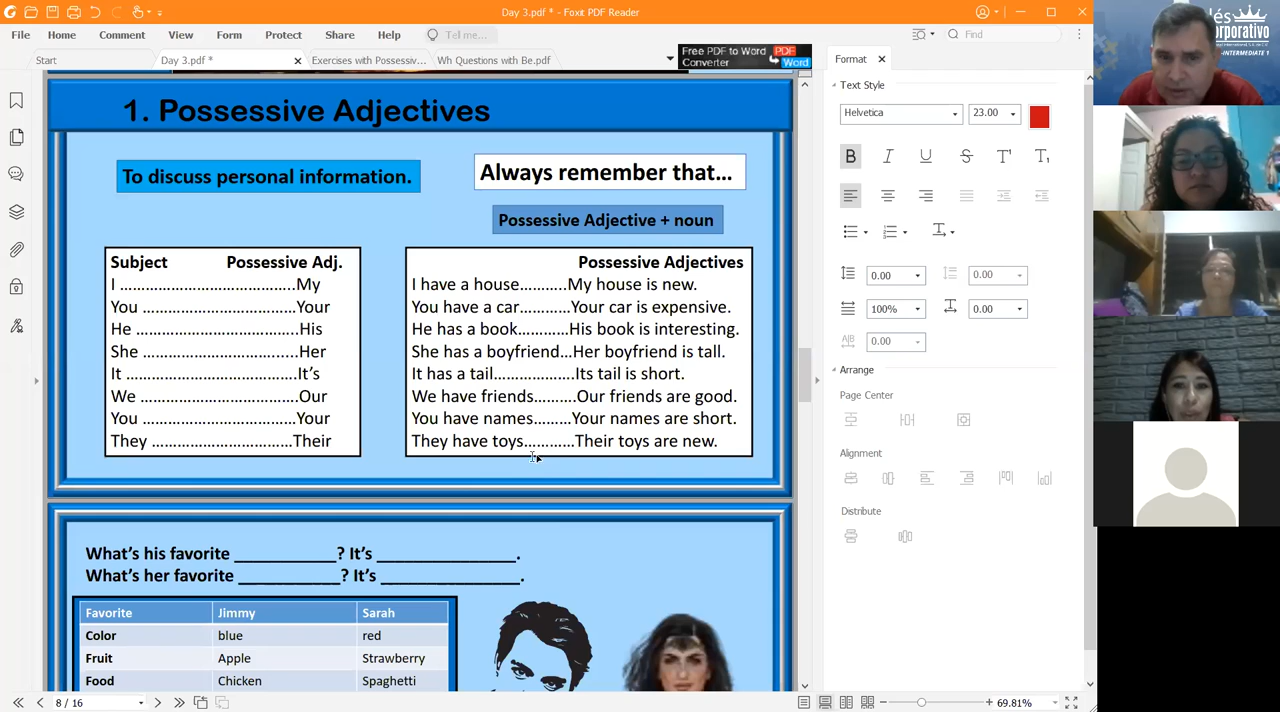 Day 3.pdf * - Foxit PDF Reader
File Home Comment View Form Protect Share Help Tell me... Find
Start Day 3.pdf * Exercises with Possessiv... Wh Questions with Be.pdf
Free PDF to Word
Converter
PDF
Word
1. Possessive Adjectives
To discuss personal information.
Always remember that...
Possessive Adjective + noun
Subject Possessive Adj.
I ........................................My
You ...................................Your
He .....................................His
She ...................................Her
It .......................................It's
We ....................................Our
You ...................................Your
They ................................Their
Possessive Adjectives
I have a house..........My house is new.
You have a car...........Your car is expensive.
He has a book...........His book is interesting.
She has a boyfriend...Her boyfriend is tall.
It has a tail..................Its tail is short.
We have friends.........Our friends are good.
You have names........Your names are short.
They have toys...........Their toys are new.
What's his favorite ___________? It's _______________.
What's her favorite ___________? It's _______________.
Favorite Jimmy Sarah
Color blue red
Fruit Apple Strawberry
Food Chicken Spaghetti
Format
Text Style
Helvetica 23.00
B I U S T' T₁
0.00 0.00
100% 0.00
0.00
Arrange
Page Center
Alignment
Distribute
8 / 16
69.81%
lés
orporativo
-INTERMEDIATE 1